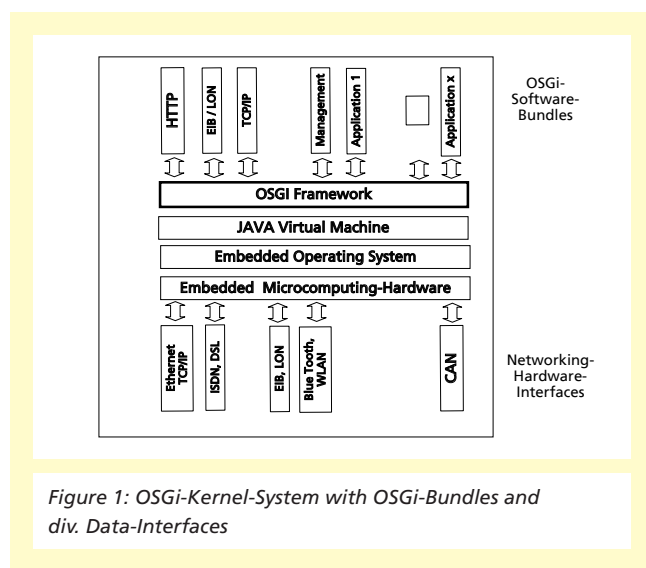 HTTP
EIB / LON
TCP/IP
Management
Application 1
Application x
OSGi-
Software-
Bundles
OSGi Framework
JAVA Virtual Machine
Embedded Operating System
Embedded Microcomputing-Hardware
Ethernet
TCP/IP
ISDN, DSL
EIB, LON
Blue Tooth,
WLAN
CAN
Networking-
Hardware-
Interfaces
Figure 1: OSGi-Kernel-System with OSGi-Bundles and
div. Data-Interfaces